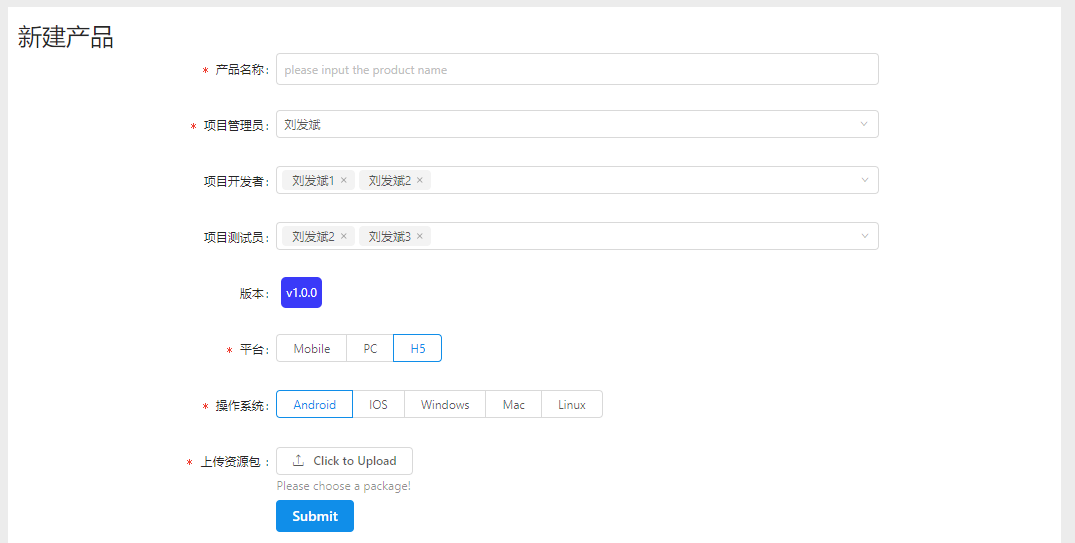 新建产品
* 产品名称: please input the product name
* 项目管理员: 刘发斌
项目开发者: 刘发斌1 × 刘发斌2 ×
项目测试员: 刘发斌2 × 刘发斌3 ×
版本: v1.0.0
* 平台: Mobile PC H5
* 操作系统: Android IOS Windows Mac Linux
* 上传资源包: Click to Upload
Please choose a package!
Submit